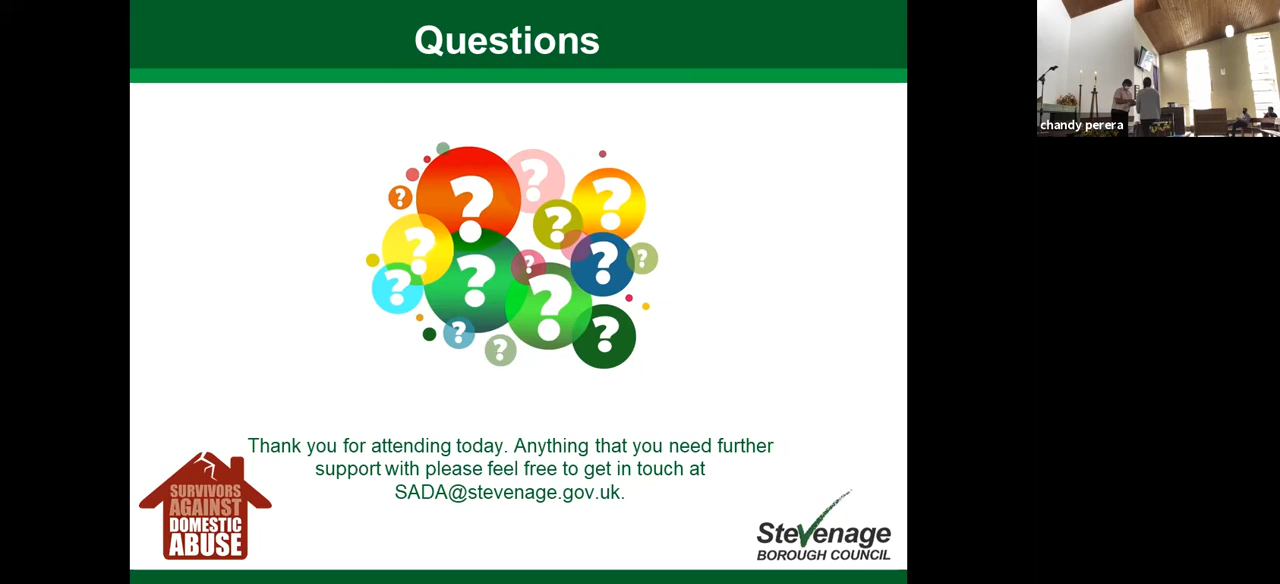 Questions
chandy perera
? ? ? ? ? ? ? ? ? ? ? ? ? ? ?
Thank you for attending today. Anything that you need further
support with please feel free to get in touch at
SADA@stevenage.gov.uk.
SURVIVORS
AGAINST
DOMESTIC
ABUSE
Stevenage
BOROUGH COUNCIL